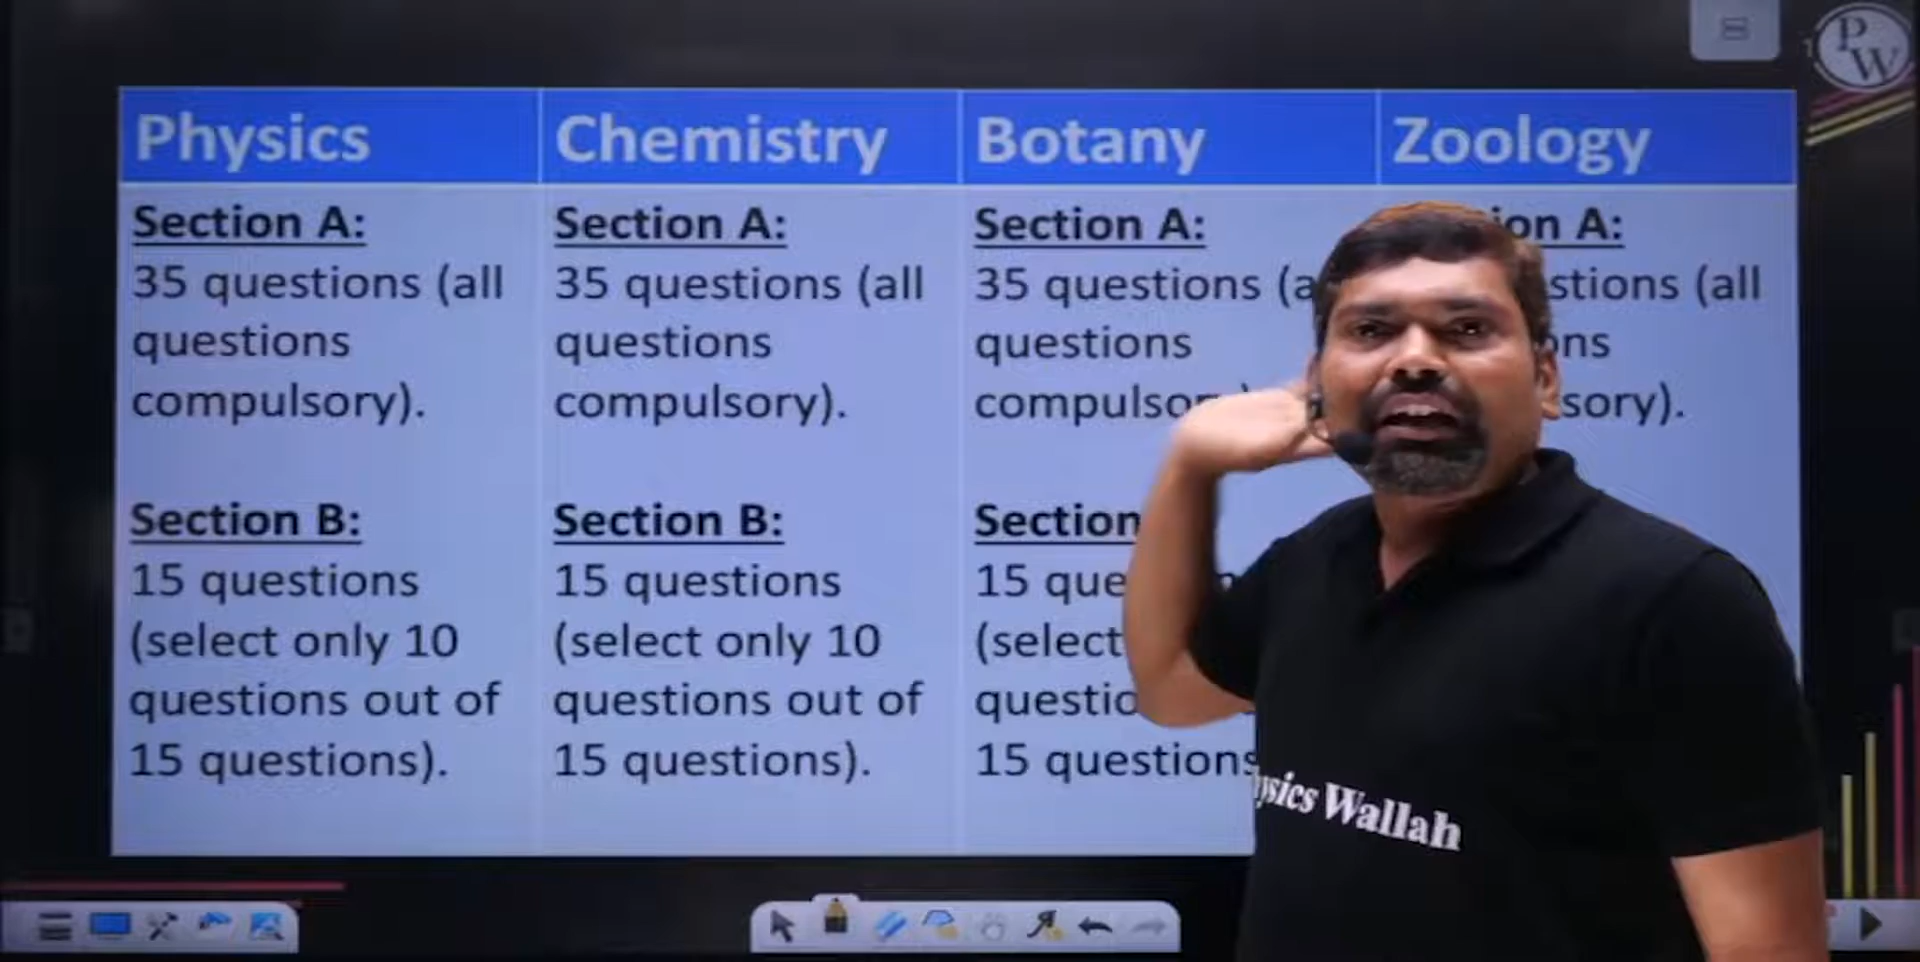 P
W
Physics
Chemistry
Botany
Zoology
Section A:
35 questions (all
questions
compulsory).
Section B:
15 questions
(select only 10
questions out of
15 questions).
Section A:
35 questions (all
questions
compulsory).
Section B:
15 questions
(select only 10
questions out of
15 questions).
Section A:
35 questions
questions
Section
15
(select
15 questions
A:
(all
Wallah